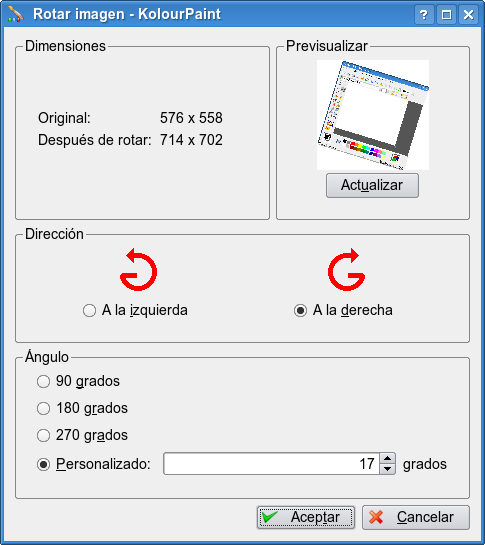 Rotar imagen - KolourPaint
Dimensiones
Original: 576 x 558
Después de rotar: 714 x 702
Previsualizar
Actualizar
Dirección
A la izquierda
A la derecha
Ángulo
90 grados
180 grados
270 grados
Personalizado: 17 grados
Aceptar
Cancelar